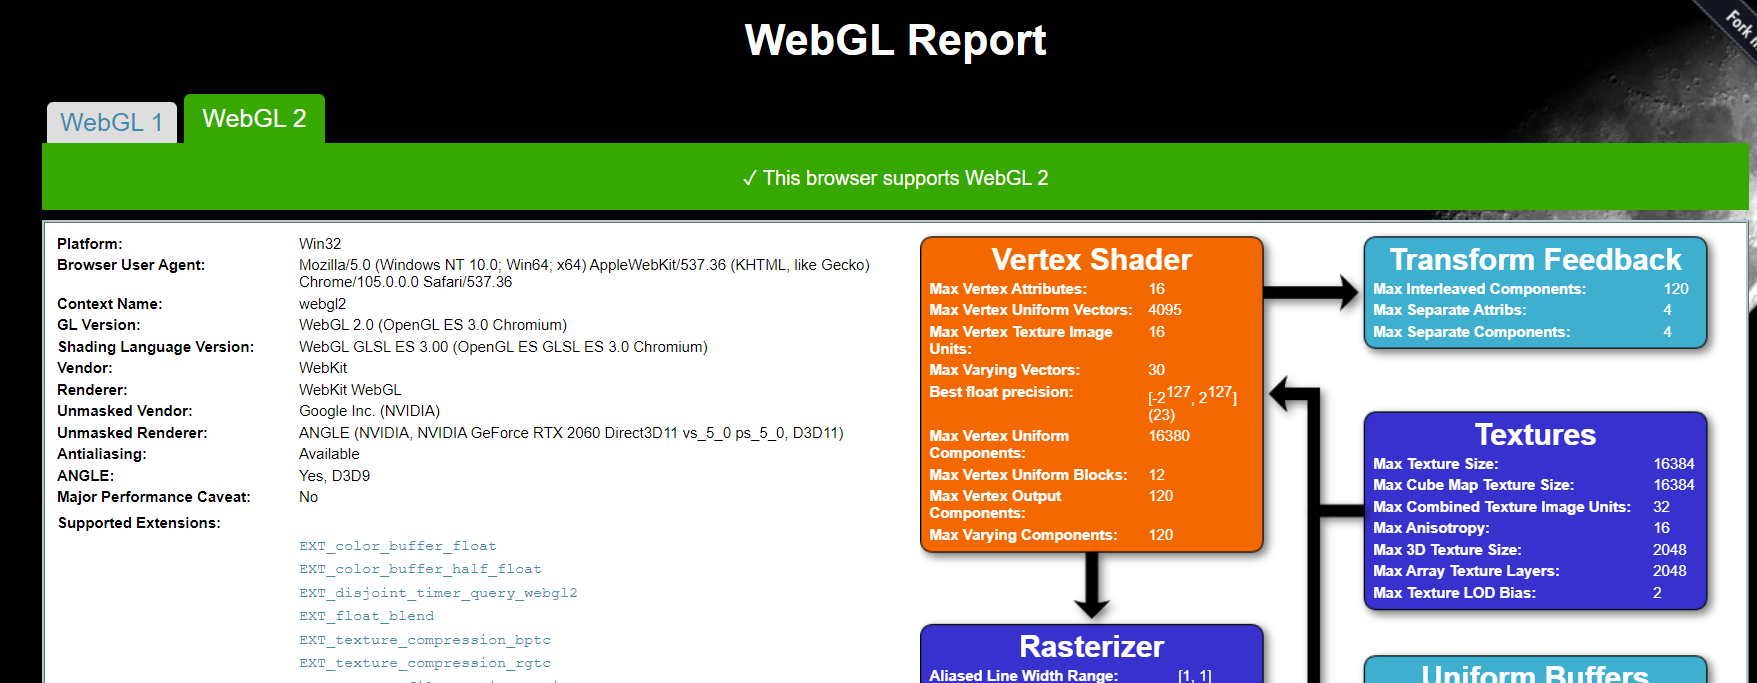 WebGL Report
Fork
WebGL 1
WebGL 2
✓ This browser supports WebGL 2
Platform: Win32
Browser User Agent: Mozilla/5.0 (Windows NT 10.0; Win64; x64) AppleWebKit/537.36 (KHTML, like Gecko)
Chrome/105.0.0.0 Safari/537.36
Context Name: webgl2
GL Version: WebGL 2.0 (OpenGL ES 3.0 Chromium)
Shading Language Version: WebGL GLSL ES 3.00 (OpenGL ES GLSL ES 3.0 Chromium)
Vendor: WebKit
Renderer: WebKit WebGL
Unmasked Vendor: Google Inc. (NVIDIA)
Unmasked Renderer: ANGLE (NVIDIA, NVIDIA GeForce RTX 2060 Direct3D11 vs_5_0 ps_5_0, D3D11)
Antialiasing: Available
ANGLE: Yes, D3D9
Major Performance Caveat: No
Supported Extensions:
EXT_color_buffer_float
EXT_color_buffer_half_float
EXT_disjoint_timer_query_webgl2
EXT_float_blend
EXT_texture_compression_bptc
EXT_texture_compression_rgtc
Vertex Shader
Max Vertex Attributes: 16
Max Vertex Uniform Vectors: 4095
Max Vertex Texture Image 16
Units:
Max Varying Vectors: 30
Best float precision: [-2^127, 2^127]
(23)
Max Vertex Uniform 16380
Components:
Max Vertex Uniform Blocks: 12
Max Vertex Output 120
Components:
Max Varying Components: 120
Rasterizer
Aliased Line Width Range: [1, 1]
Transform Feedback
Max Interleaved Components: 120
Max Separate Attribs: 4
Max Separate Components: 4
Textures
Max Texture Size: 16384
Max Cube Map Texture Size: 16384
Max Combined Texture Image Units: 32
Max Anisotropy: 16
Max 3D Texture Size: 2048
Max Array Texture Layers: 2048
Max Texture LOD Bias: 2
Uniform Buffers